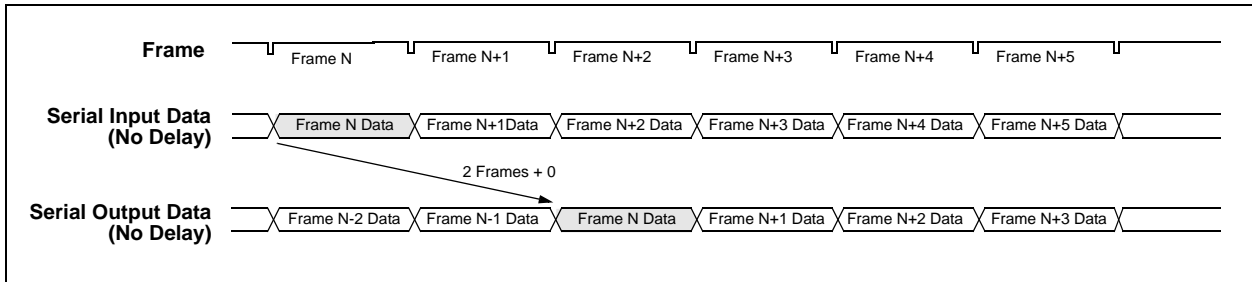 Frame Frame N Frame N+1 Frame N+2 Frame N+3 Frame N+4 Frame N+5
Serial Input Data
(No Delay)
Frame N Data Frame N+1Data Frame N+2 Data Frame N+3 Data Frame N+4 Data Frame N+5 Data
2 Frames + 0
Serial Output Data
(No Delay)
Frame N-2 Data Frame N-1 Data Frame N Data Frame N+1 Data Frame N+2 Data Frame N+3 Data